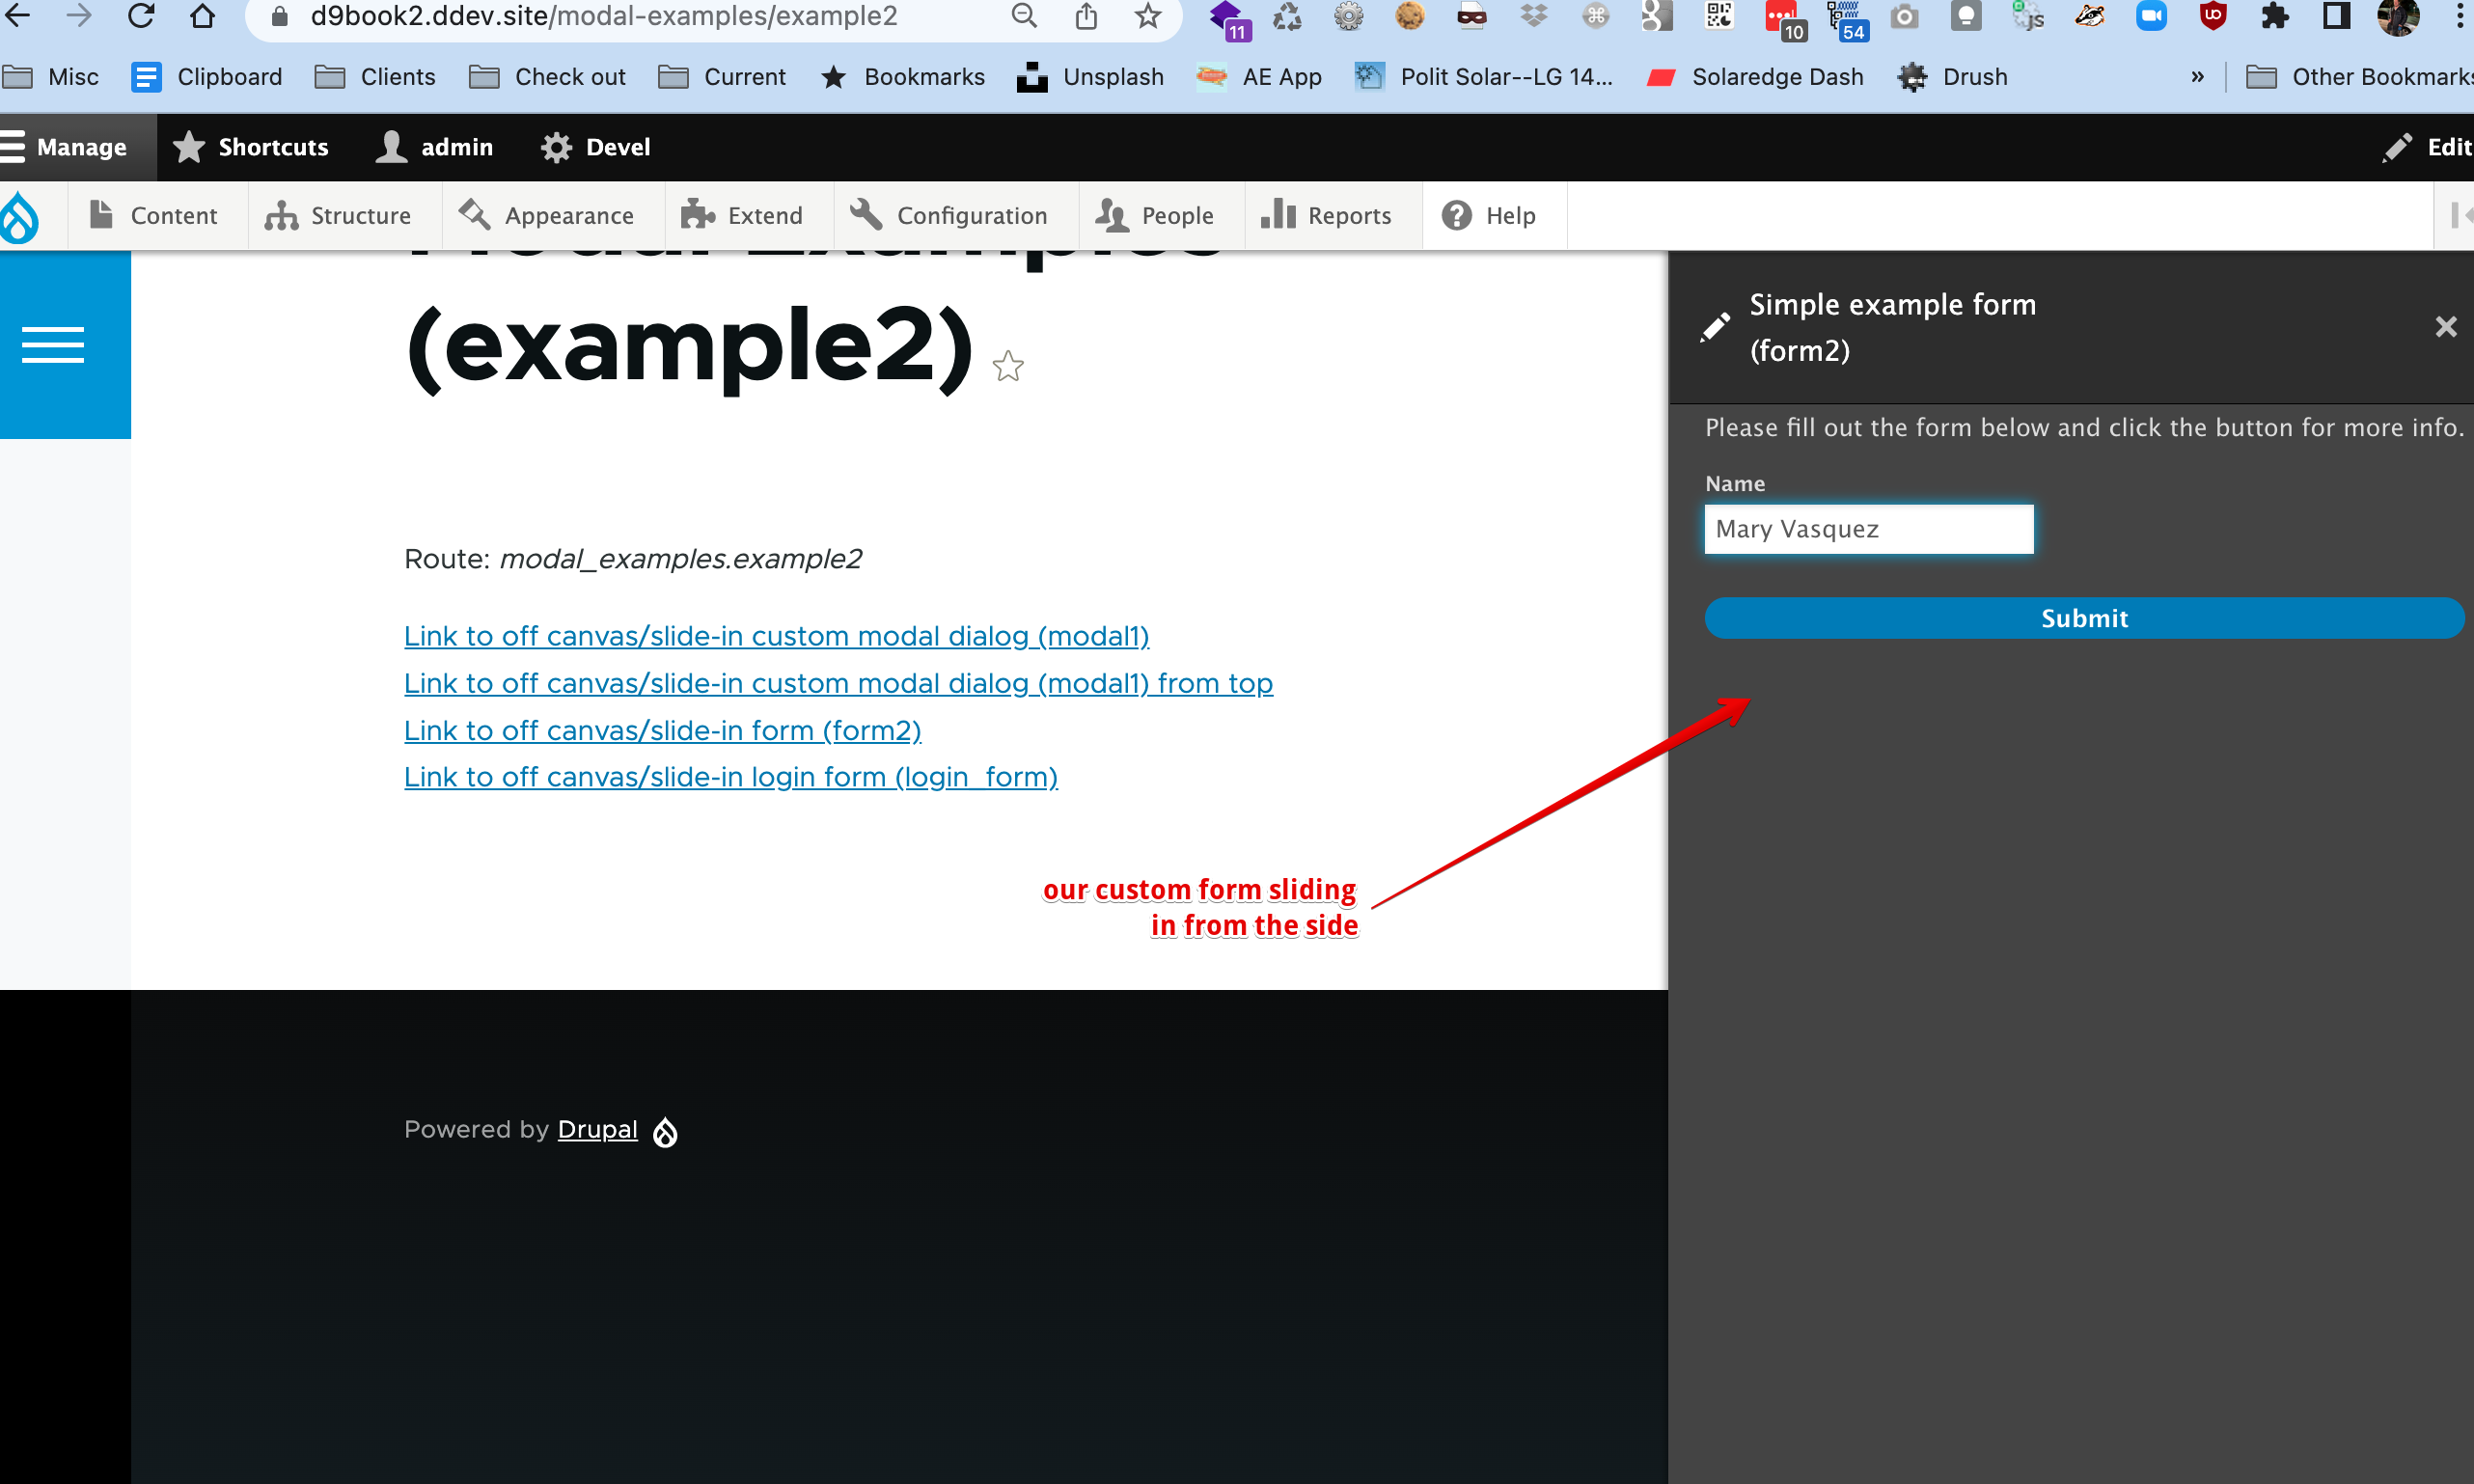 d9book2.ddev.site/modal-examples/example2
11
10
54
JS
Misc
Clipboard
Clients
Check out
Current
Bookmarks
Unsplash
AE App
Polit Solar--LG 14...
Solaredge Dash
Drush
»
Other Bookmarks
Manage
Shortcuts
admin
Devel
Edit
Content
Structure
Appearance
Extend
Configuration
People
Reports
Help
Modal Examples
(example2)
Route: modal_examples.example2
Link to off canvas/slide-in custom modal dialog (modal1)
Link to off canvas/slide-in custom modal dialog (modal1) from top
Link to off canvas/slide-in form (form2)
Link to off canvas/slide-in login form (login_form)
our custom form sliding
in from the side
Powered by Drupal
Simple example form
(form2)
Please fill out the form below and click the button for more info.
Name
Mary Vasquez
Submit